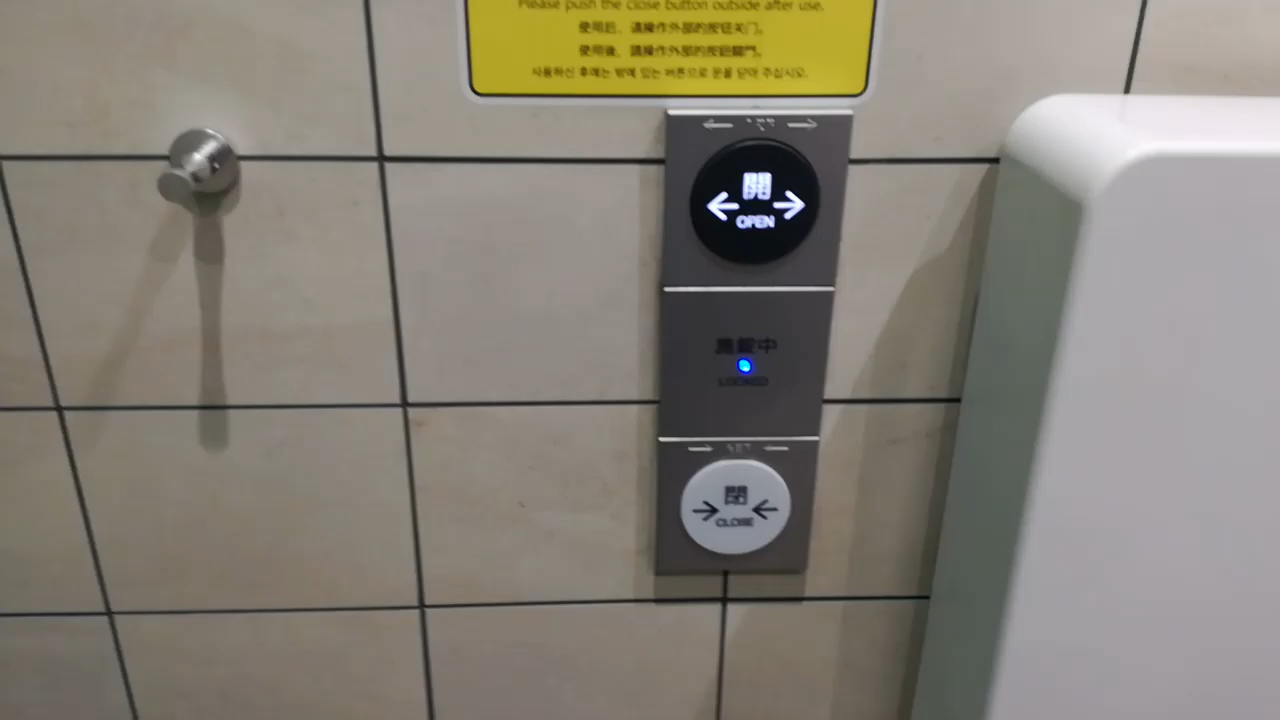 Please push the close button outside after use.
使用后，请操作外部的按钮关门。
使用後，請操作外部的按鈕關門。
사용하신 후에는 밖에 있는 버튼으로 문을 닫아 주십시오.
開
OPEN
施錠中
LOCKED
閉
CLOSE